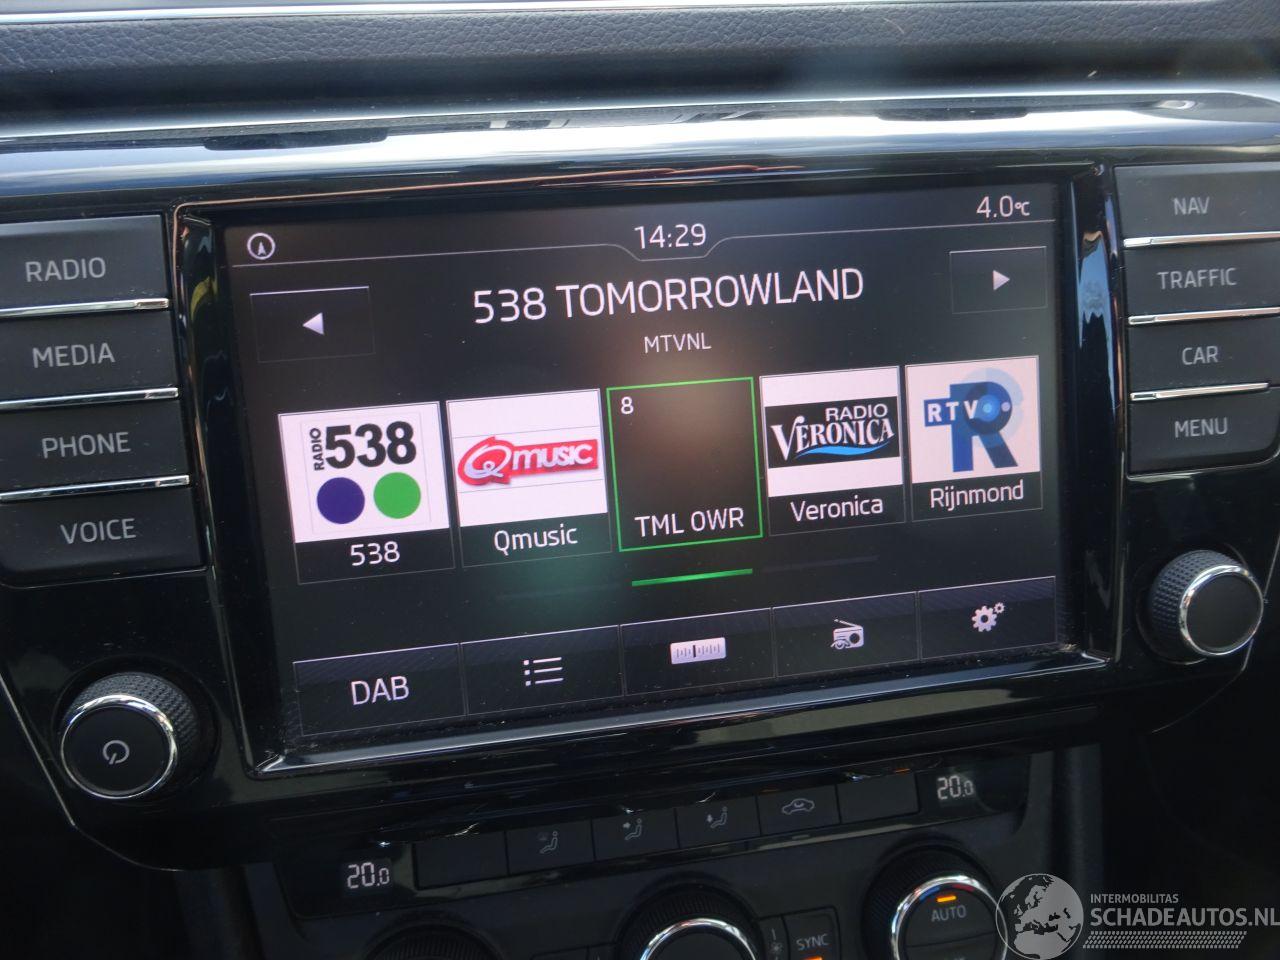 RADIO
MEDIA
PHONE
VOICE
14:29
4.0°C
538 TOMORROWLAND
MTVNL
RADIO 538
538
Qmusic
Qmusic
8
TML OWR
RADIO VERONICA
Veronica
RTV R
Rijnmond
DAB
NAV
TRAFFIC
CAR
MENU
20.0
20.0
AUTO
SYNC
INTERMOBILITAS
SCHADEAUTOS.NL